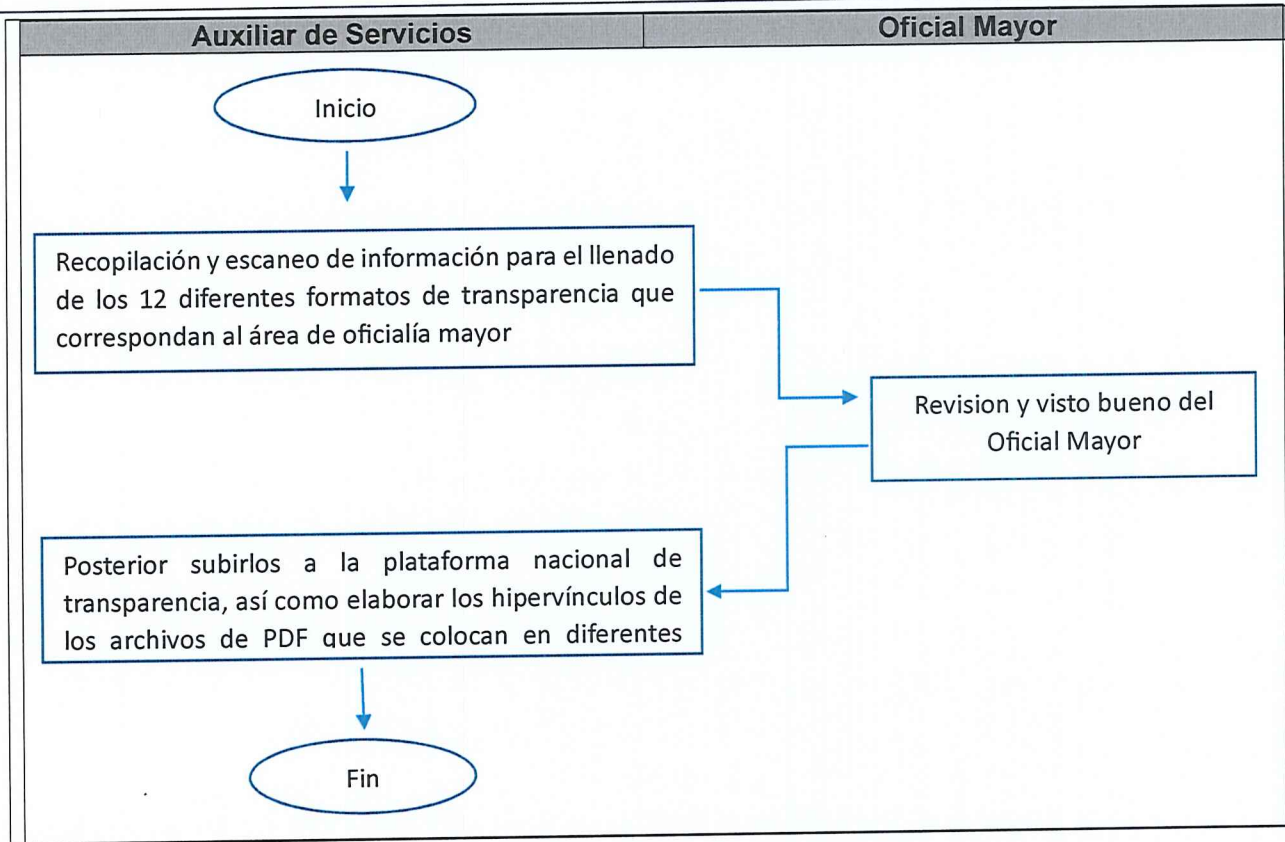 Auxiliar de Servicios
Oficial Mayor
Inicio
Recopilación y escaneo de información para el llenado
de los 12 diferentes formatos de transparencia que
correspondan al área de oficialía mayor
Revision y visto bueno del
Oficial Mayor
Posterior subirlos a la plataforma nacional de
transparencia, así como elaborar los hipervínculos de
los archivos de PDF que se colocan en diferentes
Fin